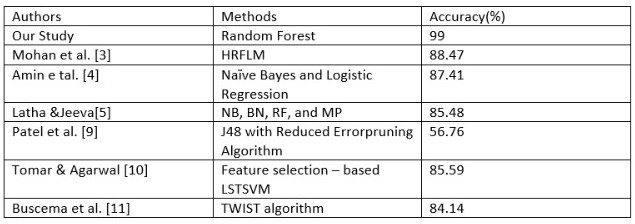 Authors Methods Accuracy(%)
Our Study Random Forest 99
Mohan et al. [3] HRFLM 88.47
Amin e tal. [4] Naïve Bayes and Logistic Regression 87.41
Latha &Jeeva[5] NB, BN, RF, and MP 85.48
Patel et al. [9] J48 with Reduced Errorpruning Algorithm 56.76
Tomar & Agarwal [10] Feature selection – based LSTSVM 85.59
Buscema et al. [11] TWIST algorithm 84.14